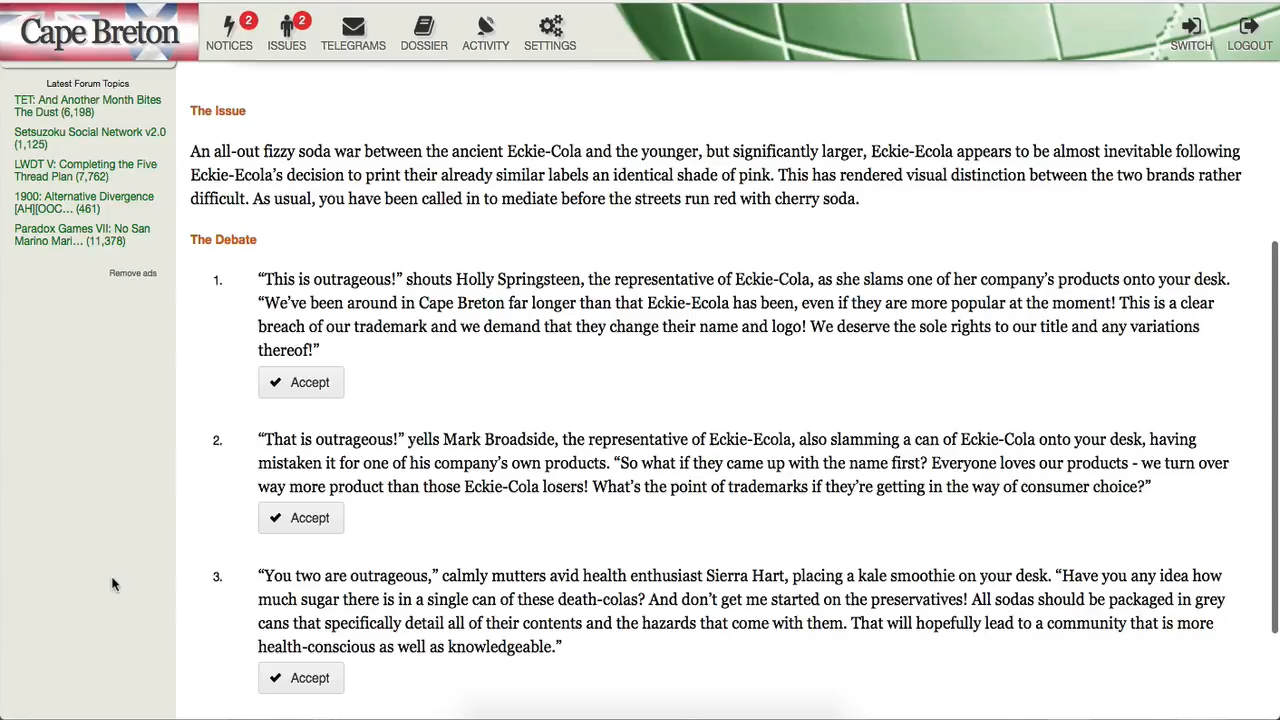 Cape Breton
2
2
NOTICES ISSUES TELEGRAMS DOSSIER ACTIVITY SETTINGS SWITCH LOGOUT
Latest Forum Topics
TET: And Another Month Bites
The Dust (6,198)
Setsuzoku Social Network v2.0
(1,125)
LWDT V: Completing the Five
Thread Plan (7,762)
1900: Alternative Divergence
[AH][OOC… (461)
Paradox Games VII: No San
Marino Mari… (11,378)
Remove ads
The Issue
An all-out fizzy soda war between the ancient Eckie-Cola and the younger, but significantly larger, Eckie-Ecola appears to be almost inevitable following
Eckie-Ecola’s decision to print their already similar labels an identical shade of pink. This has rendered visual distinction between the two brands rather
difficult. As usual, you have been called in to mediate before the streets run red with cherry soda.
The Debate
1. “This is outrageous!” shouts Holly Springsteen, the representative of Eckie-Cola, as she slams one of her company’s products onto your desk.
“We’ve been around in Cape Breton far longer than that Eckie-Ecola has been, even if they are more popular at the moment! This is a clear
breach of our trademark and we demand that they change their name and logo! We deserve the sole rights to our title and any variations
thereof!”
Accept
2. “That is outrageous!” yells Mark Broadside, the representative of Eckie-Ecola, also slamming a can of Eckie-Cola onto your desk, having
mistaken it for one of his company’s own products. “So what if they came up with the name first? Everyone loves our products - we turn over
way more product than those Eckie-Cola losers! What’s the point of trademarks if they’re getting in the way of consumer choice?”
Accept
3. “You two are outrageous,” calmly mutters avid health enthusiast Sierra Hart, placing a kale smoothie on your desk. “Have you any idea how
much sugar there is in a single can of these death-colas? And don’t get me started on the preservatives! All sodas should be packaged in grey
cans that specifically detail all of their contents and the hazards that come with them. That will hopefully lead to a community that is more
health-conscious as well as knowledgeable.”
Accept